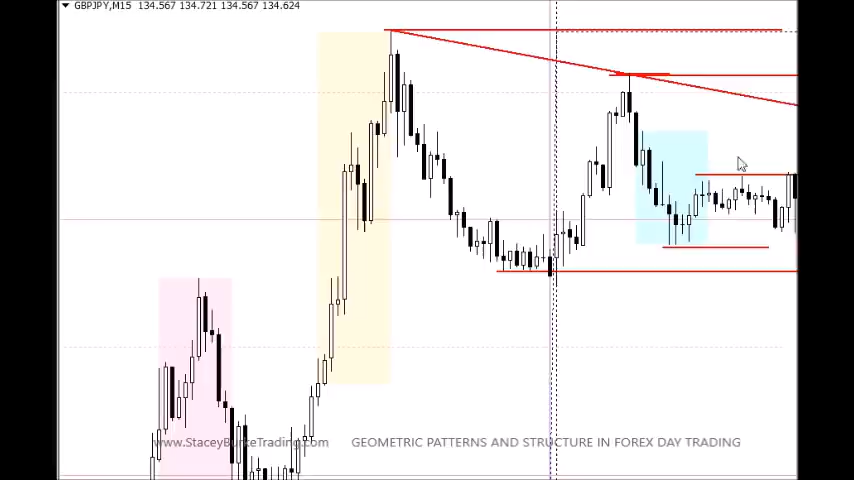 GBPJPY,M15 134.567 134.721 134.567 134.624
www.StaceyBurkeTrading.com GEOMETRIC PATTERNS AND STRUCTURE IN FOREX DAY TRADING